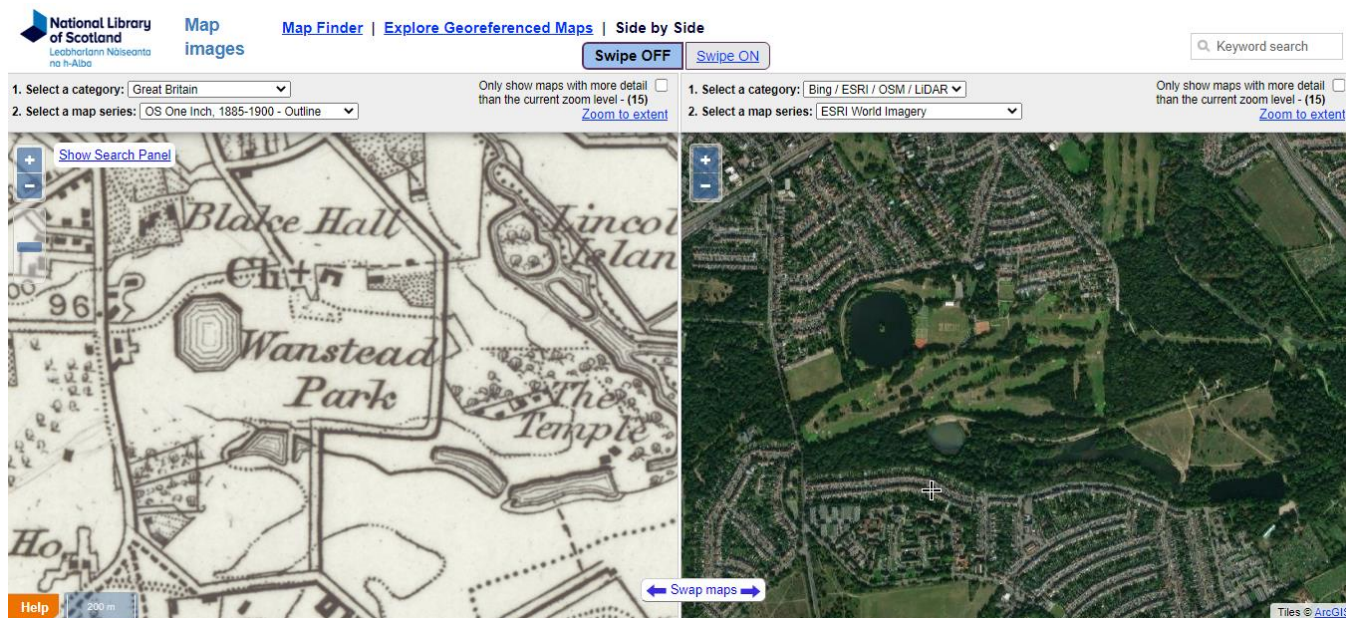 National Library
of Scotland
Leabharlann Nàiseanta
na h-Alba
Map
images
Map Finder | Explore Georeferenced Maps | Side by Side
Swipe OFF
Swipe ON
Keyword search
1. Select a category: Great Britain
Only show maps with more detail
than the current zoom level - (15)
2. Select a map series: OS One Inch, 1885-1900 - Outline
Zoom to extent
1. Select a category: Bing / ESRI / OSM / LiDAR
Only show maps with more detail
than the current zoom level - (15)
2. Select a map series: ESRI World Imagery
Zoom to extent
+
Show Search Panel
−
+
−
Blake Hall
Lincol
Islan
Ch
96
Wanstead
Park
The
Temple
Ho.
Swap maps
Help
200 m
Tiles © ArcGIS